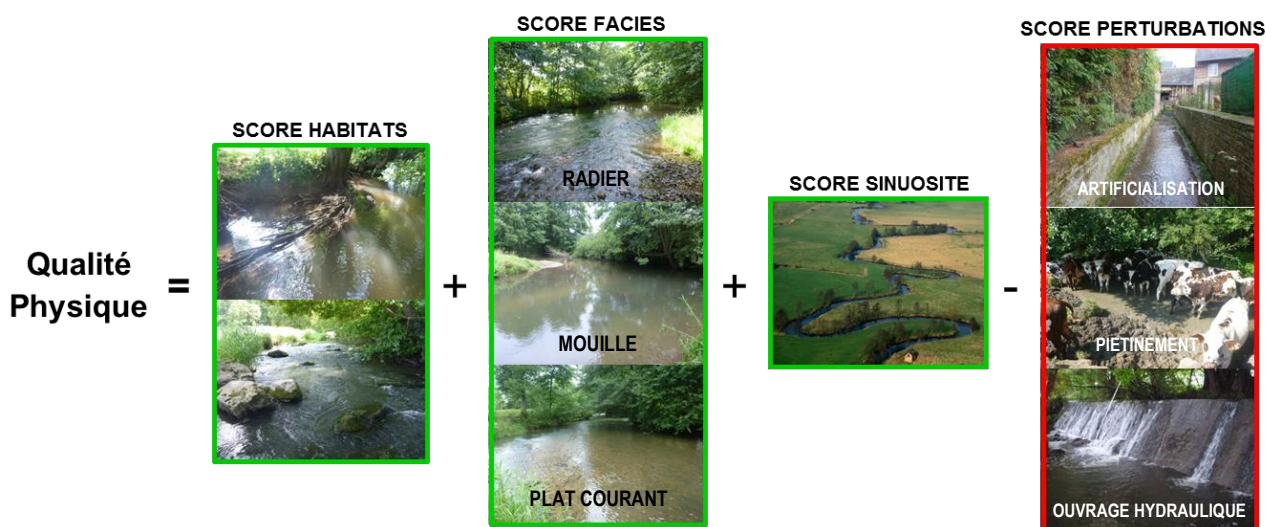 Qualité
Physique
=
SCORE HABITATS
+
SCORE FACIES
RADIER
MOUILLE
PLAT COURANT
+
SCORE SINUOSITE
-
SCORE PERTURBATIONS
ARTIFICIALISATION
PIETINEMENT
OUVRAGE HYDRAULIQUE